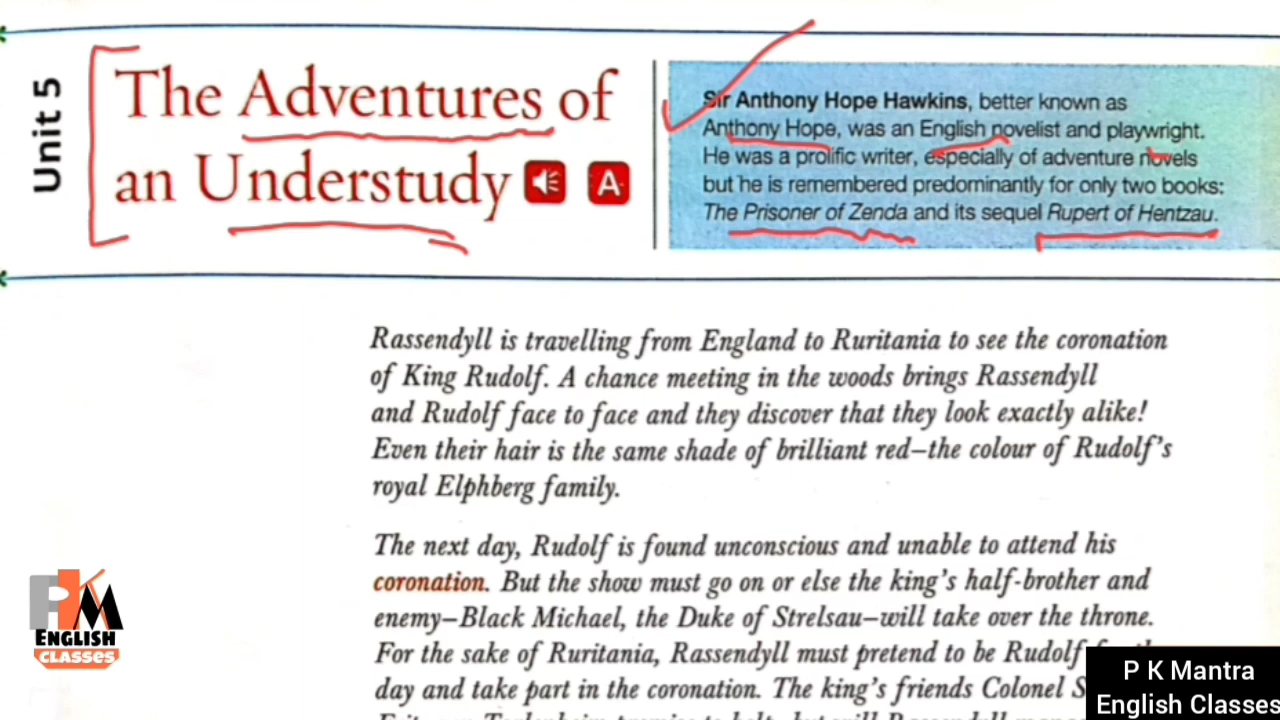 Unit 5
The Adventures of
an Understudy
A
Sir Anthony Hope Hawkins, better known as
Anthony Hope, was an English novelist and playwright.
He was a prolific writer, especially of adventure novels
but he is remembered predominantly for only two books:
The Prisoner of Zenda and its sequel Rupert of Hentzau.
Rassendyll is travelling from England to Ruritania to see the coronation
of King Rudolf. A chance meeting in the woods brings Rassendyll
and Rudolf face to face and they discover that they look exactly alike!
Even their hair is the same shade of brilliant red—the colour of Rudolf's
royal Elphberg family.
The next day, Rudolf is found unconscious and unable to attend his
coronation. But the show must go on or else the king's half-brother and
enemy—Black Michael, the Duke of Strelsau—will take over the throne.
For the sake of Ruritania, Rassendyll must pretend to be Rudolf
day and take part in the coronation. The king's friends Colonel
PKM
ENGLISH
CLASSES
P K Mantra
English Classes